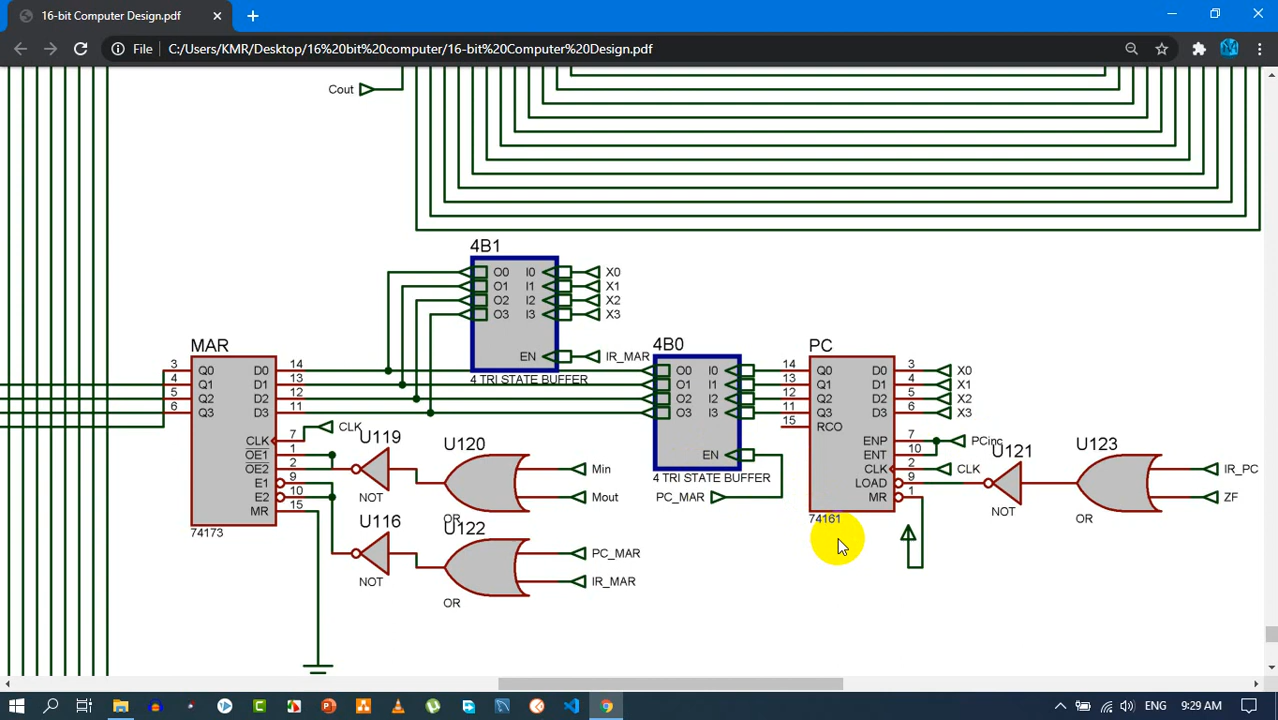 16-bit Computer Design.pdf
File C:/Users/KMR/Desktop/16%20bit%20computer/16-bit%20Computer%20Design.pdf
Cout
4B1
O0 I0 X0
O1 I1 X1
O2 I2 X2
O3 I3 X3
EN IR_MAR
4 TRI STATE BUFFER
MAR
3 Q0 D0 14
4 Q1 D1 13
5 Q2 D2 12
6 Q3 D3 11
CLK 7 CLK
OE1 1
OE2 2
E1 9
E2 10
MR 15
74173
U119
NOT
U116
NOT
U120
Min
Mout
OR
U122
PC_MAR
IR_MAR
OR
4B0
O0 I0
O1 I1
O2 I2
O3 I3
EN
4 TRI STATE BUFFER
PC_MAR
PC
14 Q0 D0 3 X0
13 Q1 D1 4 X1
12 Q2 D2 5 X2
11 Q3 D3 6 X3
15 RCO
ENP 7 PCinc
ENT 10
CLK 2 CLK
LOAD 9
MR 1
74161
U121
NOT
U123
IR_PC
ZF
OR
ENG 9:29 AM